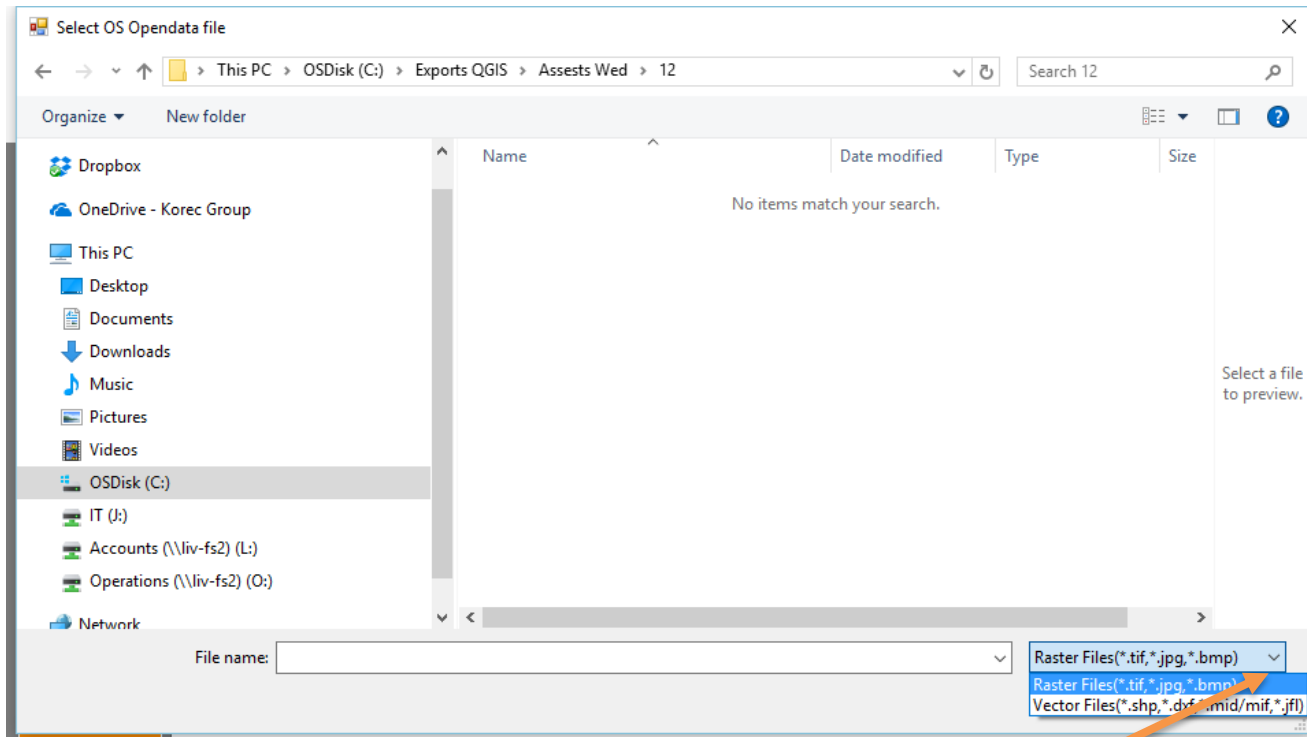 Select OS Opendata file
This PC > OSDisk (C:) > Exports QGIS > Assests Wed > 12
Search 12
Organize
New folder
Name
Date modified
Type
Size
No items match your search.
Dropbox
OneDrive - Korec Group
This PC
Desktop
Documents
Downloads
Music
Pictures
Videos
OSDisk (C:)
IT (J:)
Accounts (\\liv-fs2) (L:)
Operations (\\liv-fs2) (O:)
Network
Select a file
to preview.
File name:
Raster Files(*.tif,*.jpg,*.bmp)
Raster Files(*.tif,*.jpg,*.bmp)
Vector Files(*.shp,*.dxf,*.mid/mif,*.jfl)